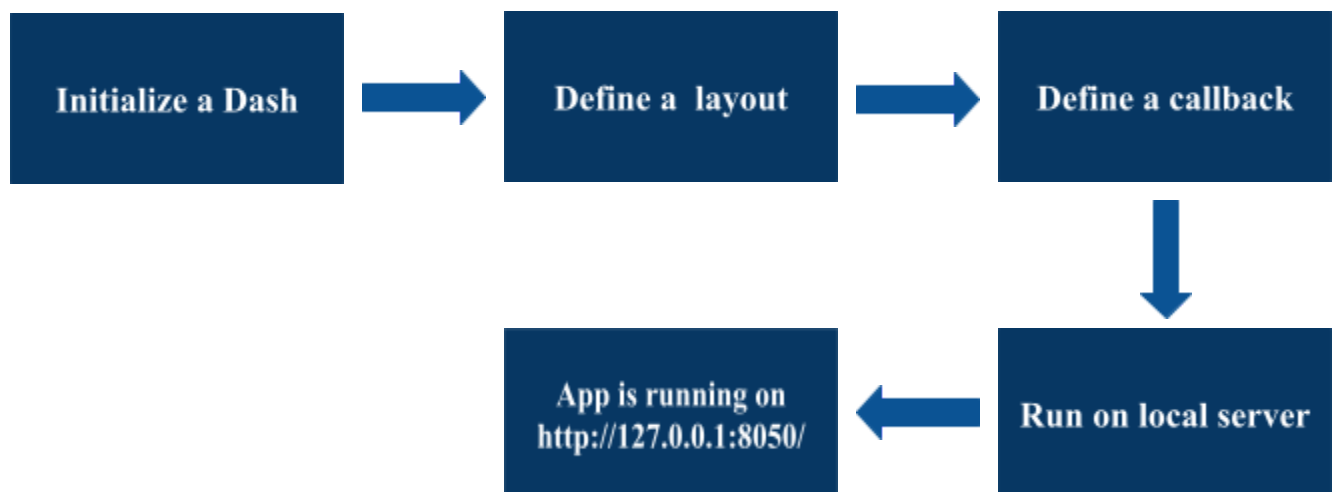 Initialize a Dash
Define a layout
Define a callback
Run on local server
App is running on
http://127.0.0.1:8050/